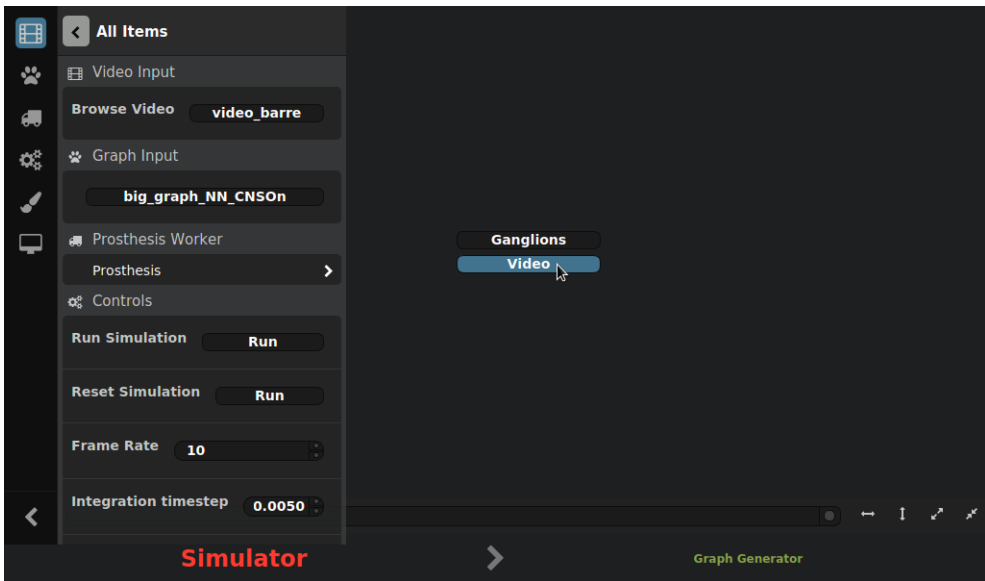 All Items
Video Input
Browse Video video_barre
Graph Input
big_graph_NN_CNSOn
Prosthesis Worker
Prosthesis
Controls
Run Simulation Run
Reset Simulation Run
Frame Rate 10
Integration timestep 0.0050
Ganglions
Video
Simulator
Graph Generator